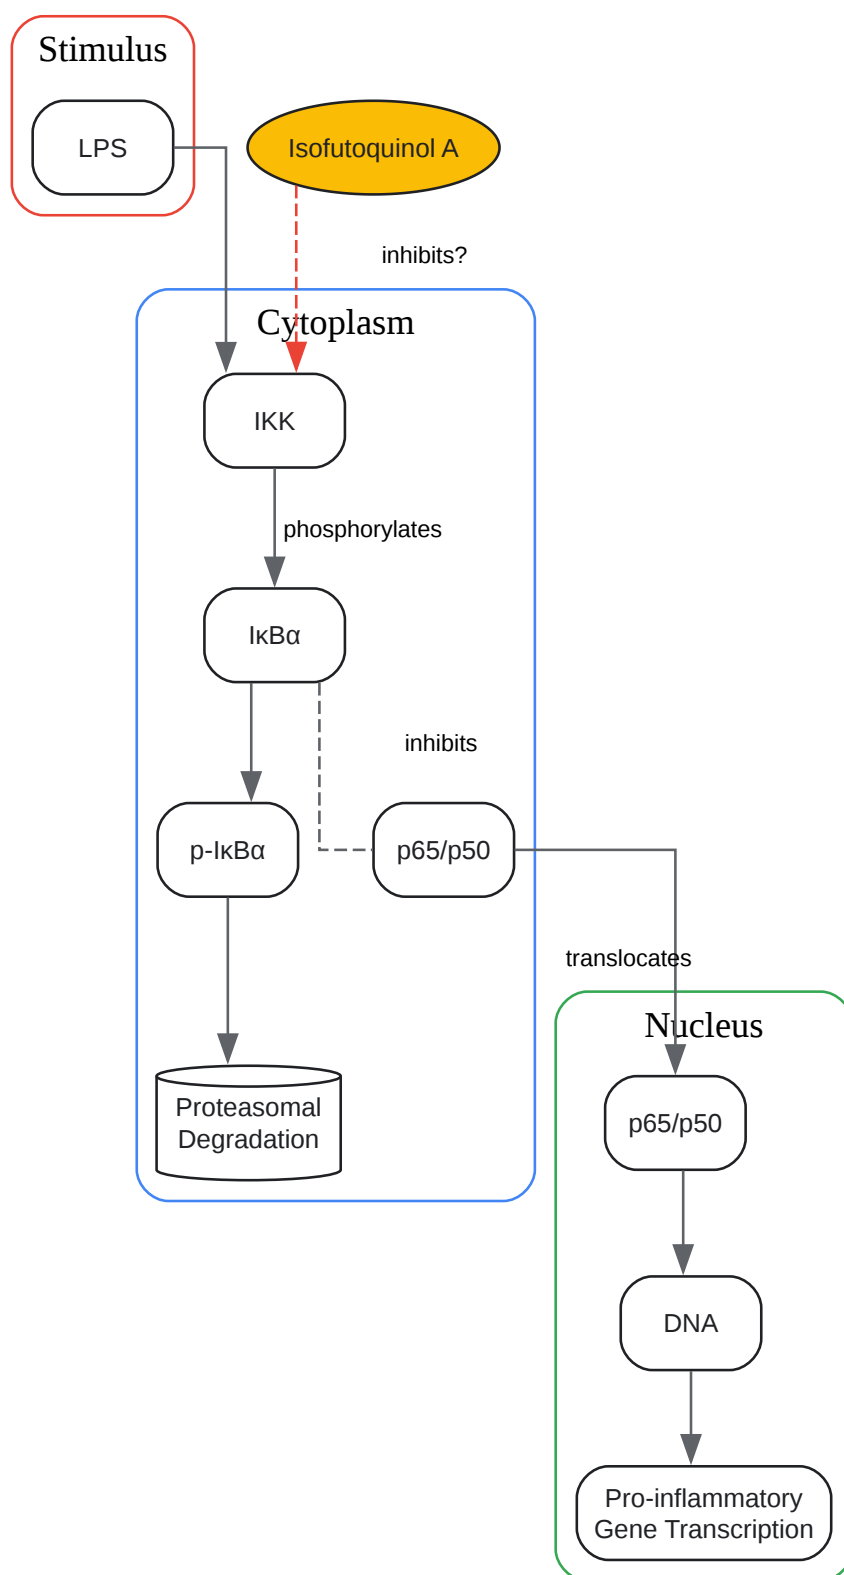 Stimulus
LPS
Isofutoquinol A
inhibits?
Cytoplasm
IKK
phosphorylates
IκBα
inhibits
p-IκBα
p65/p50
translocates
Nucleus
p65/p50
Proteasomal
Degradation
DNA
Pro-inflammatory
Gene Transcription